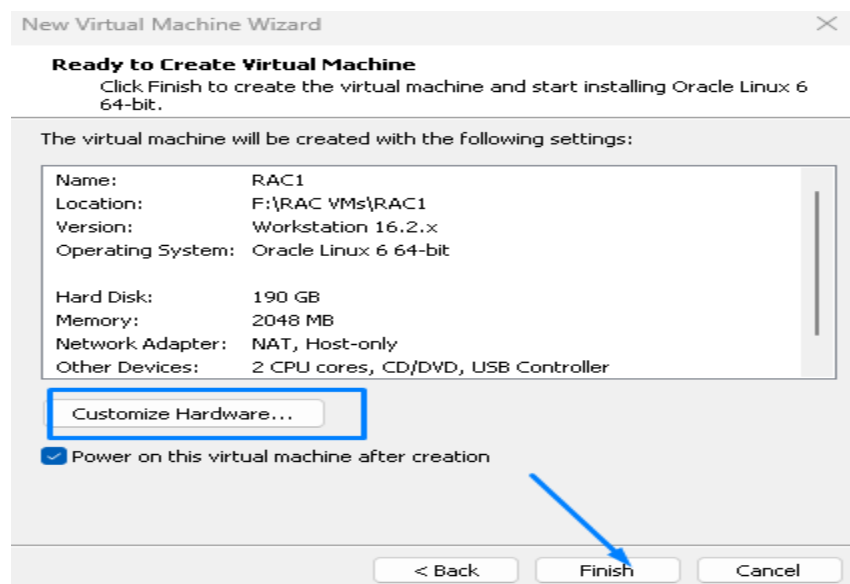 New Virtual Machine Wizard
Ready to Create Virtual Machine
Click Finish to create the virtual machine and start installing Oracle Linux 6
64-bit.
The virtual machine will be created with the following settings:
Name: RAC1
Location: F:\RAC VMs\RAC1
Version: Workstation 16.2.x
Operating System: Oracle Linux 6 64-bit
Hard Disk: 190 GB
Memory: 2048 MB
Network Adapter: NAT, Host-only
Other Devices: 2 CPU cores, CD/DVD, USB Controller
Customize Hardware...
Power on this virtual machine after creation
< Back Finish Cancel